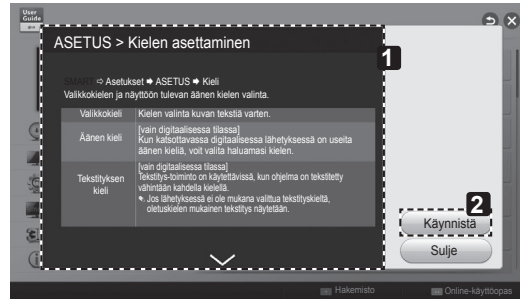 User
Guide
ASETUS > Kielen asettaminen
1
SMART ⇨ Asetukset ➡ ASETUS ➡ Kieli
Valikkokielen ja näyttöön tulevan äänen kielen valinta.
Valikkokieli
Kielen valinta kuvan tekstiä varten.
Äänen kieli
[vain digitaalisessa tilassa]
Kun katsottavassa digitaalisessa lähetyksessä on useita
äänen kieliä, voit valita haluamasi kielen.
Tekstityksen
kieli
[vain digitaalisessa tilassa]
Tekstitys-toiminto on käytettävissä, kun ohjelma on tekstitetty
vähintään kahdella kielellä.
Jos lähetyksessä ei ole mukana valittua tekstityskieltä,
oletuskielen mukainen tekstitys näytetään.
2
Käynnistä
Sulje
Hakemisto
Online-käyttöopas